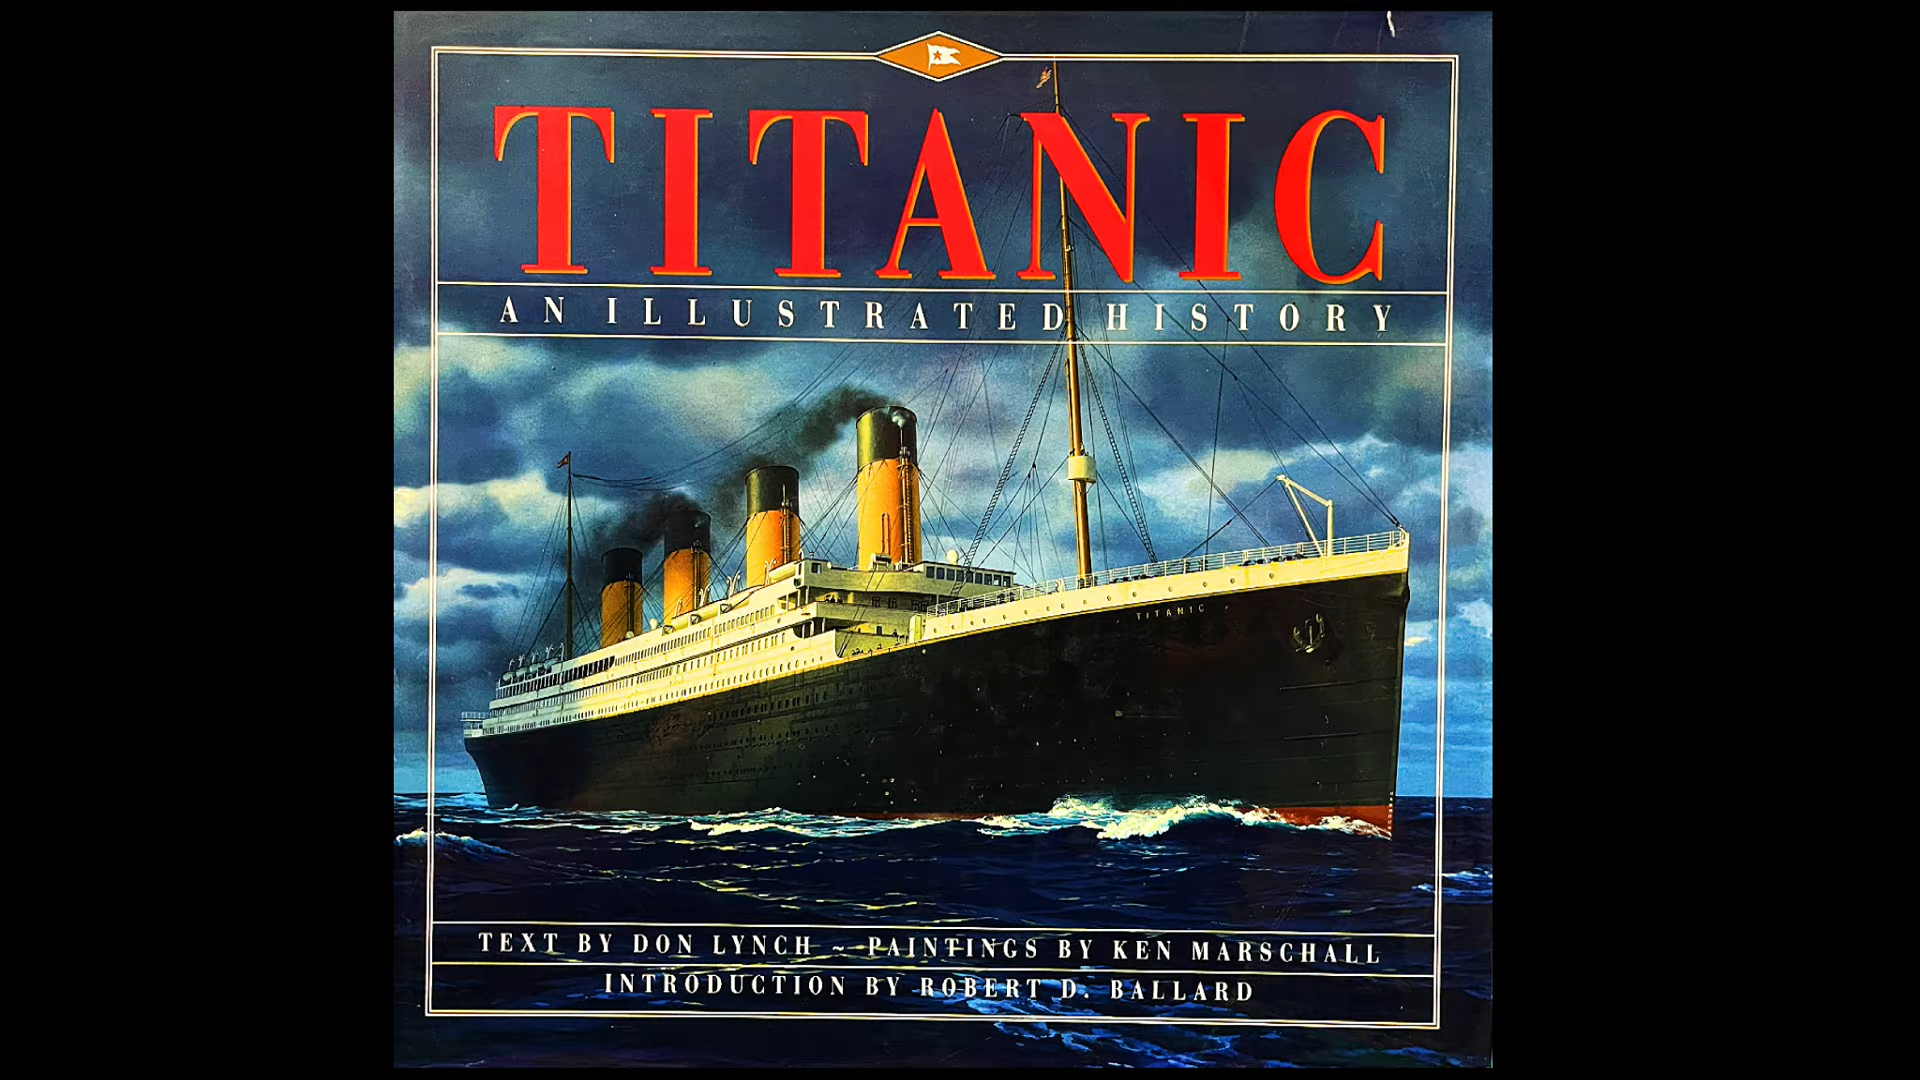 TITANIC
AN ILLUSTRATED HISTORY
TITANIC
TEXT BY DON LYNCH ~ PAINTINGS BY KEN MARSCHALL
INTRODUCTION BY ROBERT D. BALLARD